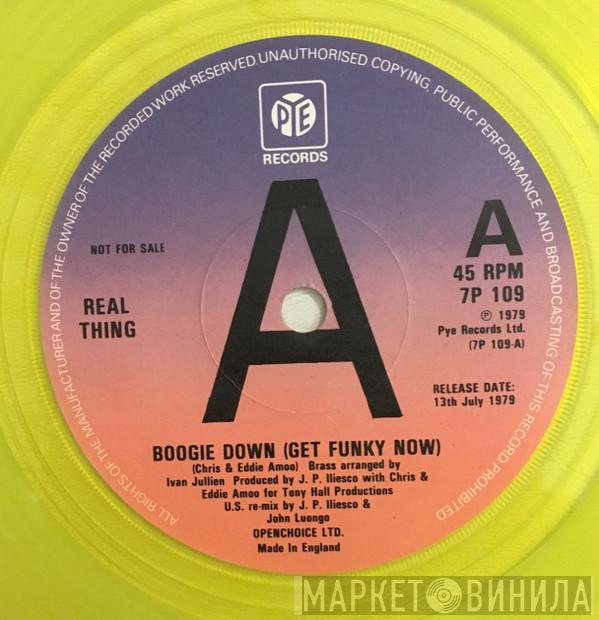 ALL RIGHTS OF THE MANUFACTURER AND OF THE OWNER OF THE RECORDED WORK RESERVED UNAUTHORISED COPYING, PUBLIC PERFORMANCE AND BROADCASTING OF THIS RECORD PROHIBITED
PYE
RECORDS
A
A
NOT FOR SALE
45 RPM
7P 109
REAL
THING
℗ 1979
Pye Records Ltd.
(7P 109-A)
RELEASE DATE:
13th July 1979
BOOGIE DOWN (GET FUNKY NOW)
(Chris & Eddie Amoo) Brass arranged by
Ivan Jullien Produced by J. P. Iliesco with Chris &
Eddie Amoo for Tony Hall Productions
U.S. re-mix by J. P. Iliesco &
John Luongo
OPENCHOICE LTD.
Made In England
МАРКЕТ ВИНИЛА